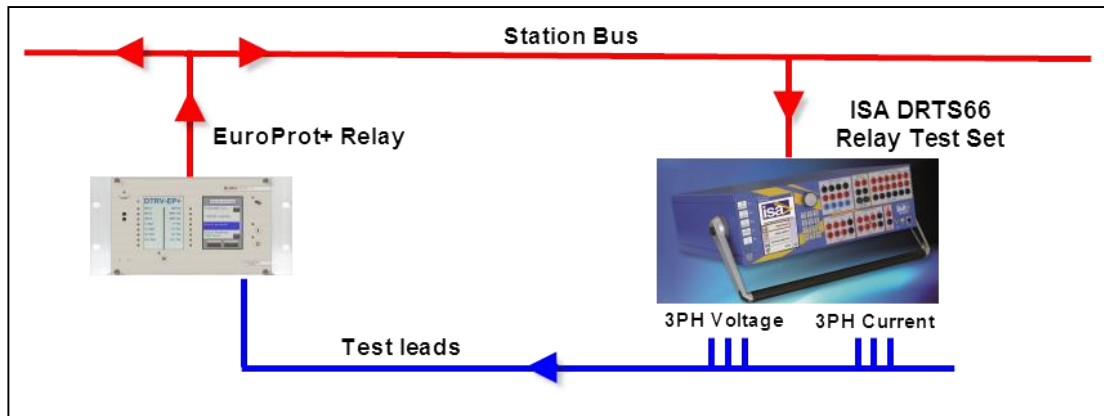 Station Bus
EuroProt+ Relay
ISA DRTS66
Relay Test Set
DTRV-EP+
isa
3PH Voltage
3PH Current
Test leads